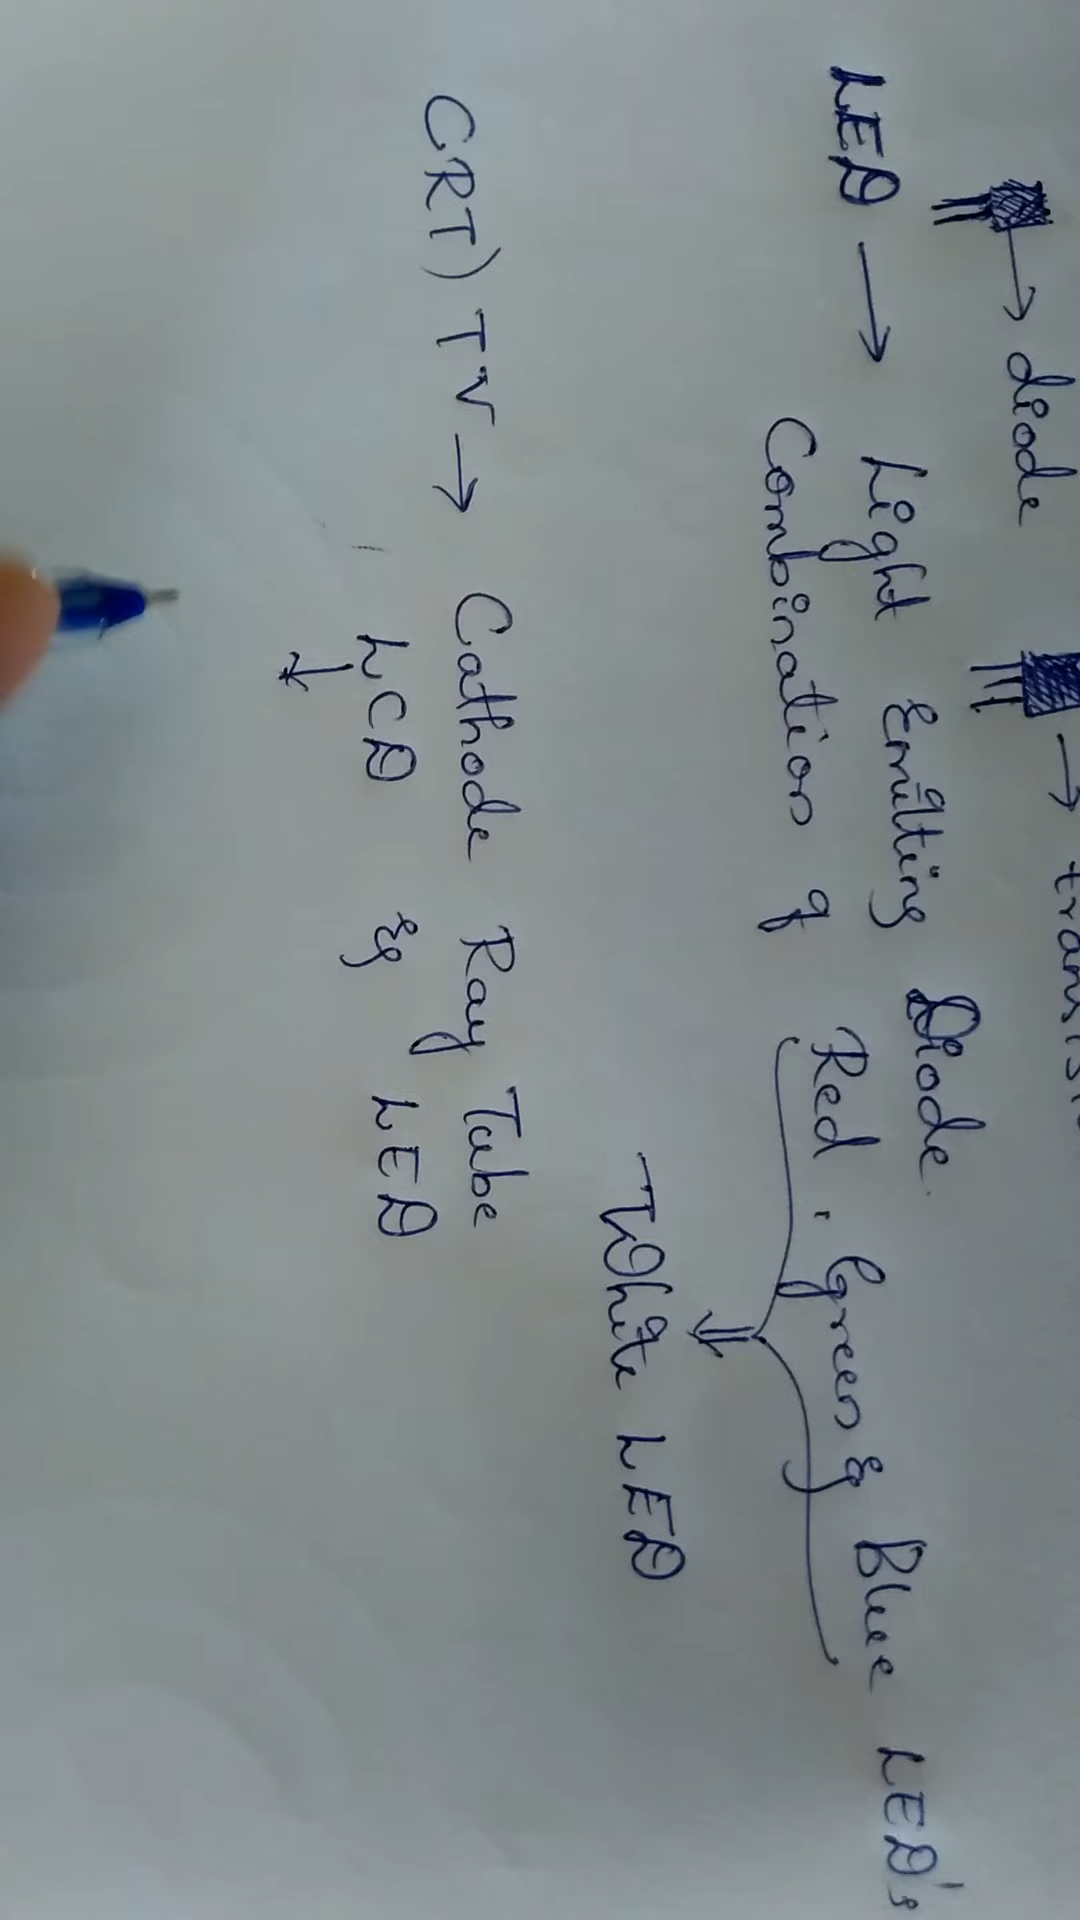 → diode →
LED → Light Emitting Diode.
Combination of Red, Green & Blue LED's
⇓
White LED
CRT) TV → Cathode Ray Tube
LCD & LED
↓